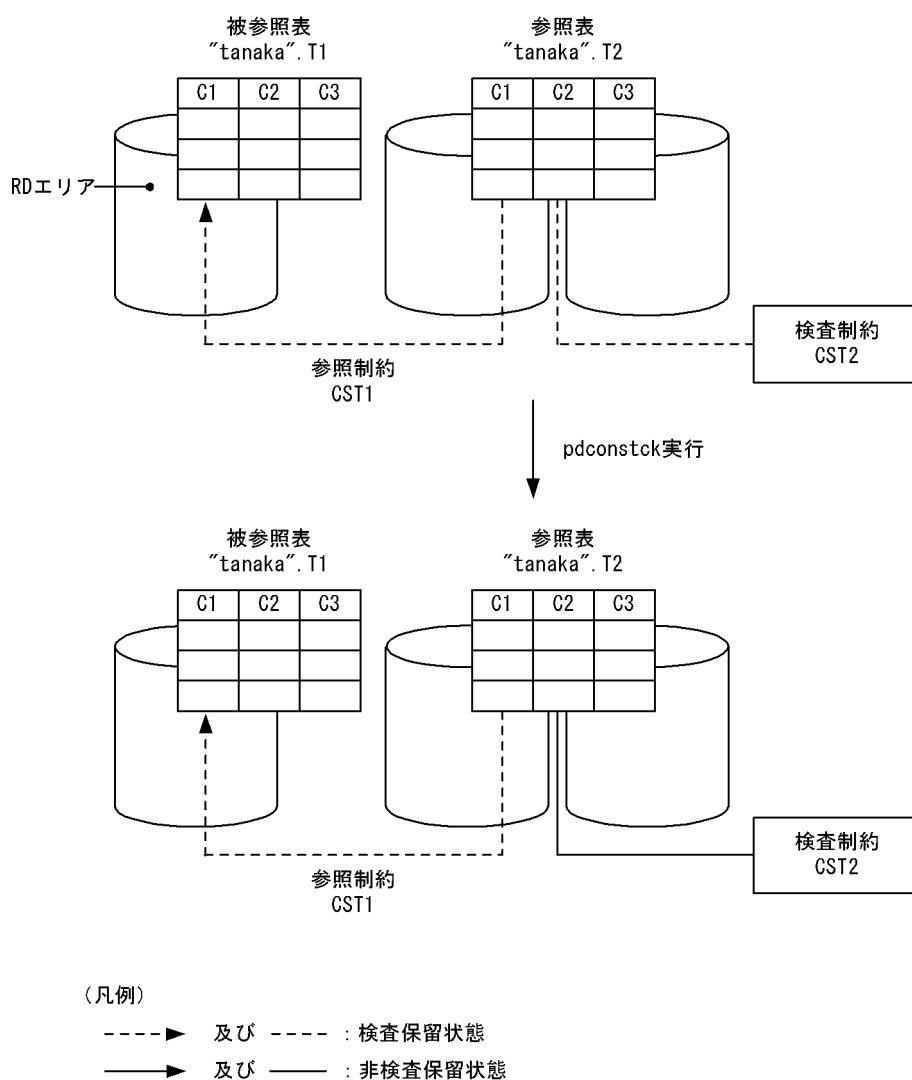 被参照表
"tanaka".T1
参照表
"tanaka".T2
C1 C2 C3
C1 C2 C3
RDエリア
検査制約
CST2
参照制約
CST1
pdconstck実行
被参照表
"tanaka".T1
参照表
"tanaka".T2
C1 C2 C3
C1 C2 C3
検査制約
CST2
参照制約
CST1
(凡例)
及び : 検査保留状態
及び : 非検査保留状態